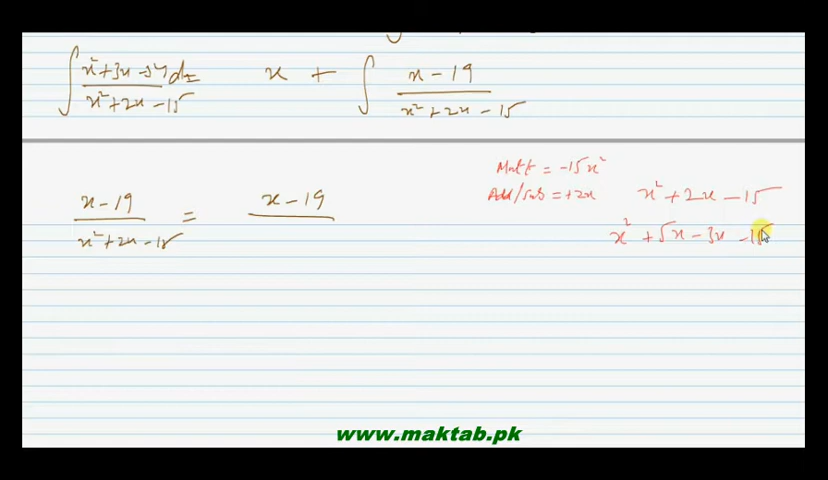 ∫ x²+3x-34 dx / x²+2x-15    x + ∫ x-19 / x²+2x-15
Mult = -15x²
Add/Sub = +2x    x²+2x-15
x-19 / x²+2x-15 = x-19
x²+5x-3x-15
www.maktab.pk